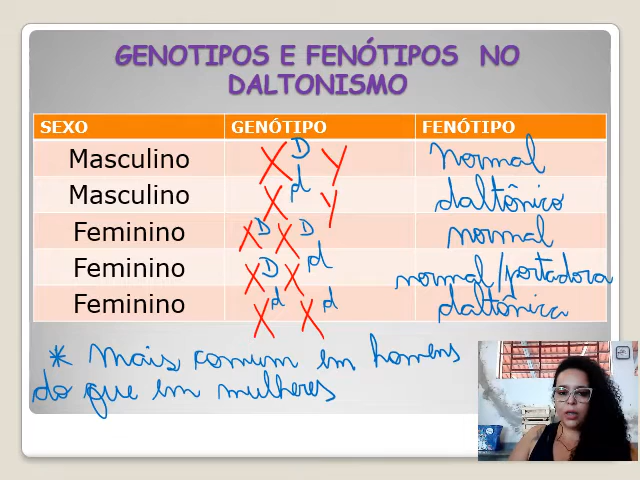 GENOTIPOS E FENÓTIPOS NO
DALTONISMO
SEXO GENÓTIPO FENÓTIPO
Masculino X^D Y normal
Masculino X^d Y daltônico
Feminino X^D X^D normal
Feminino X^D X^d normal/portadora
Feminino X^d X^d daltônica
* Mais comum em homens
do que em mulheres